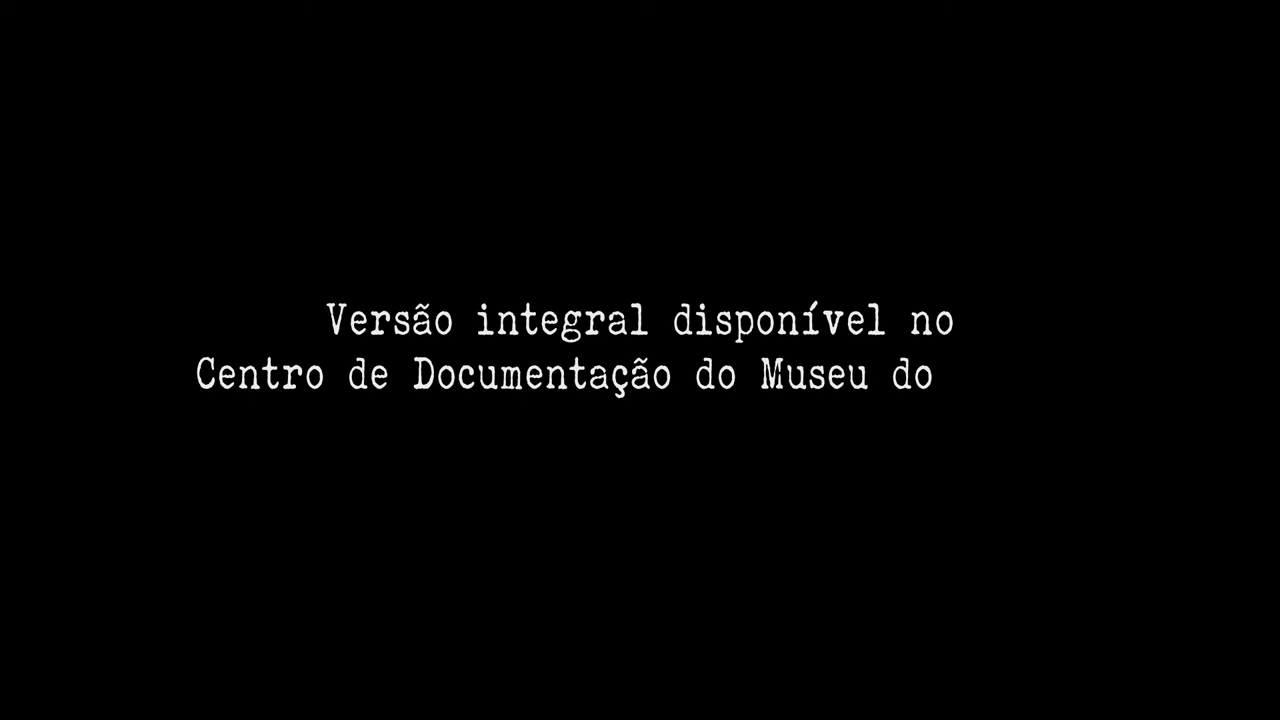 Versão integral disponível no
Centro de Documentação do Museu do